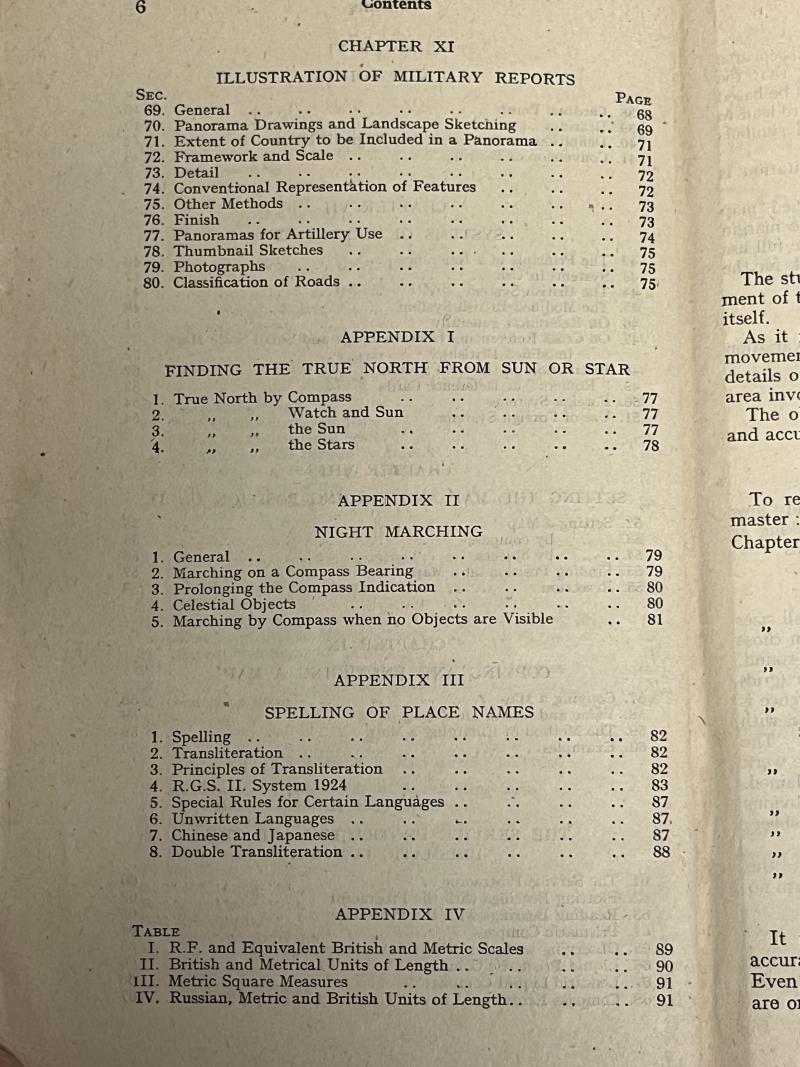 6 Contents
CHAPTER XI
ILLUSTRATION OF MILITARY REPORTS
SEC. PAGE
69. General .. .. .. .. .. .. .. .. 68
70. Panorama Drawings and Landscape Sketching .. .. 69
71. Extent of Country to be Included in a Panorama .. .. 71
72. Framework and Scale .. .. .. .. .. .. 71
73. Detail .. .. .. .. .. .. .. .. 72
74. Conventional Representation of Features .. .. .. 72
75. Other Methods .. .. .. .. .. .. .. 73
76. Finish .. .. .. .. .. .. .. .. 73
77. Panoramas for Artillery Use .. .. .. .. .. 74
78. Thumbnail Sketches .. .. .. .. .. .. 75
79. Photographs .. .. .. .. .. .. .. 75
80. Classification of Roads .. .. .. .. .. .. 75
APPENDIX I
FINDING THE TRUE NORTH FROM SUN OR STAR
1. True North by Compass .. .. .. .. .. 77
2. „ „ Watch and Sun .. .. .. .. 77
3. „ „ the Sun .. .. .. .. .. 77
4. „ „ the Stars .. .. .. .. .. 78
APPENDIX II
NIGHT MARCHING
1. General .. .. .. .. .. .. .. .. 79
2. Marching on a Compass Bearing .. .. .. .. 79
3. Prolonging the Compass Indication .. .. .. .. 80
4. Celestial Objects .. .. .. .. .. .. 80
5. Marching by Compass when no Objects are Visible .. 81
APPENDIX III
SPELLING OF PLACE NAMES
1. Spelling .. .. .. .. .. .. .. .. 82
2. Transliteration .. .. .. .. .. .. .. 82
3. Principles of Transliteration .. .. .. .. .. 82
4. R.G.S. II. System 1924 .. .. .. .. .. 83
5. Special Rules for Certain Languages .. .. .. .. 87
6. Unwritten Languages .. .. .. .. .. .. 87
7. Chinese and Japanese .. .. .. .. .. .. 87
8. Double Transliteration .. .. .. .. .. .. 88
APPENDIX IV
TABLE
I. R.F. and Equivalent British and Metric Scales .. .. 89
II. British and Metrical Units of Length .. .. .. .. 90
III. Metric Square Measures .. .. .. .. .. 91
IV. Russian, Metric and British Units of Length .. .. .. 91
The
ment of
itself.
As it
movemen
details o
area inv
The o
and accu
To re
master :
Chapter
„
„
„
„
„
„
„
„
It
accura
Even
are o